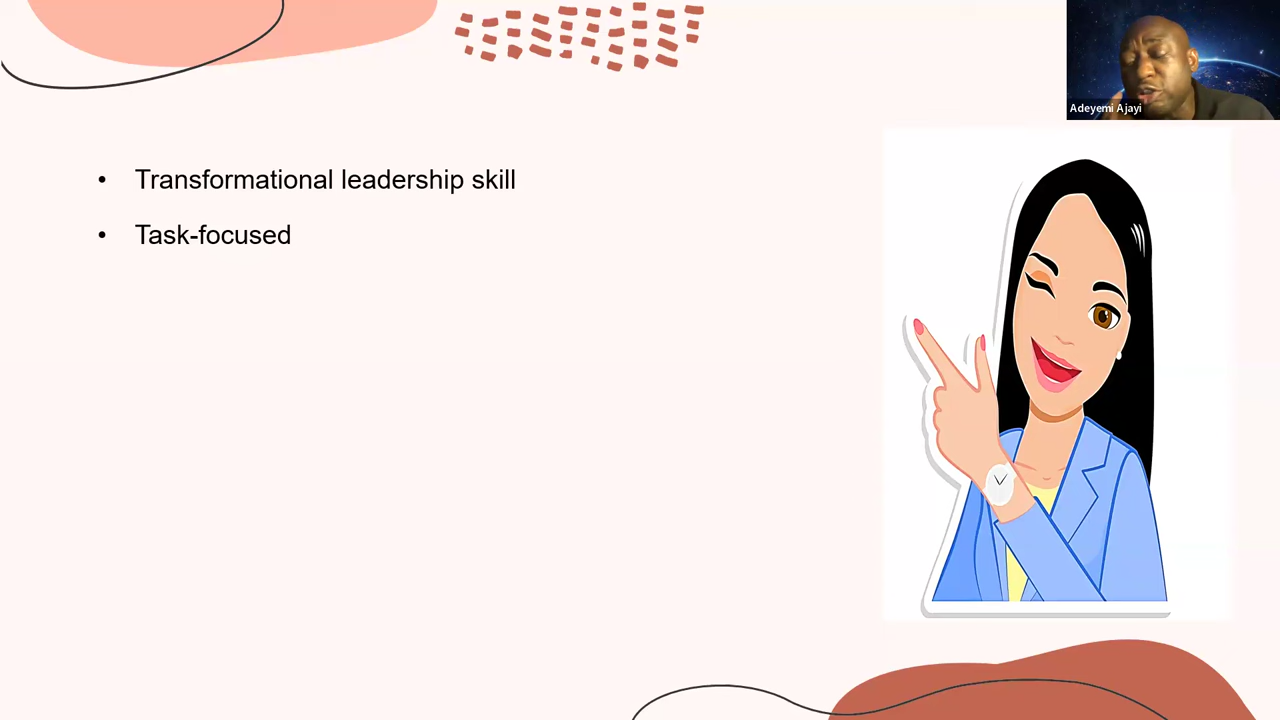 Adeyemi Ajayi
• Transformational leadership skill
• Task-focused